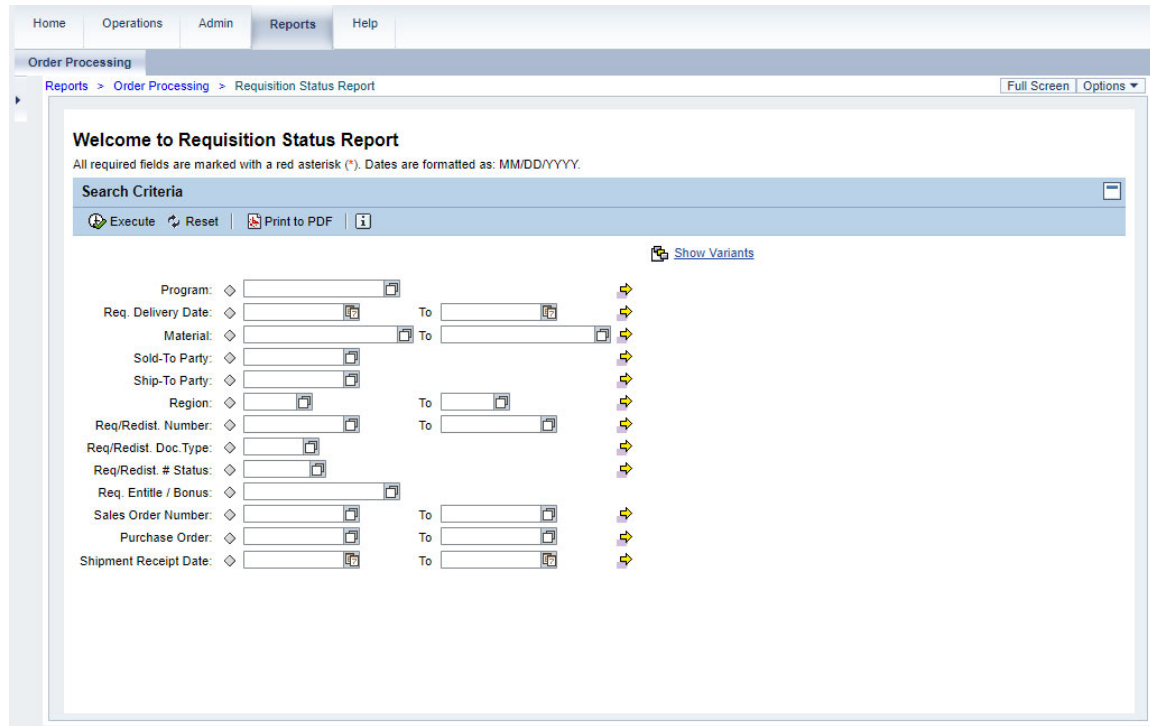 Home Operations Admin Reports Help
Order Processing
Reports > Order Processing > Requisition Status Report Full Screen Options
Welcome to Requisition Status Report
All required fields are marked with a red asterisk (*). Dates are formatted as: MM/DD/YYYY.
Search Criteria
Execute Reset Print to PDF i
Show Variants
Program:
Req. Delivery Date: To
Material: To
Sold-To Party:
Ship-To Party:
Region: To
Req/Redist. Number: To
Req/Redist. Doc.Type:
Req/Redist. # Status:
Req. Entitle / Bonus:
Sales Order Number: To
Purchase Order: To
Shipment Receipt Date: To